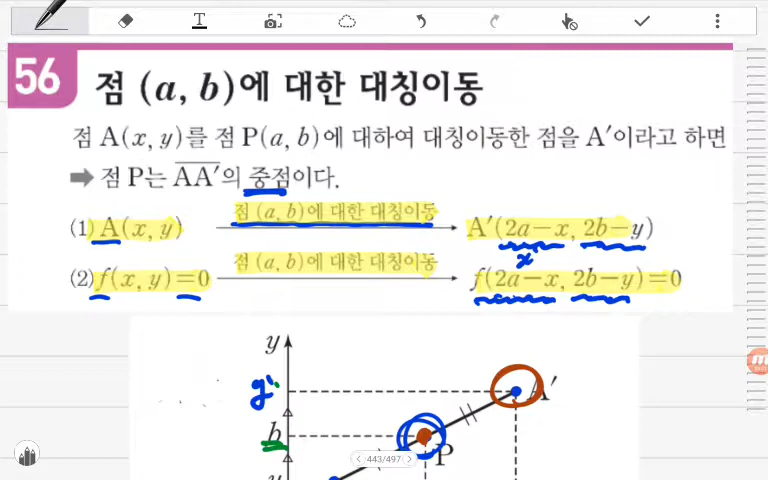 56
점 (a, b)에 대한 대칭이동
점 A(x, y)를 점 P(a, b)에 대하여 대칭이동한 점을 A′이라고 하면
➡ 점 P는 AA′의 중점이다.
(1) A(x, y) 점 (a, b)에 대한 대칭이동 A′(2a−x, 2b−y)
x
(2) f(x, y)=0 점 (a, b)에 대한 대칭이동 f(2a−x, 2b−y)=0
y
y'
A′
b
P
443/497